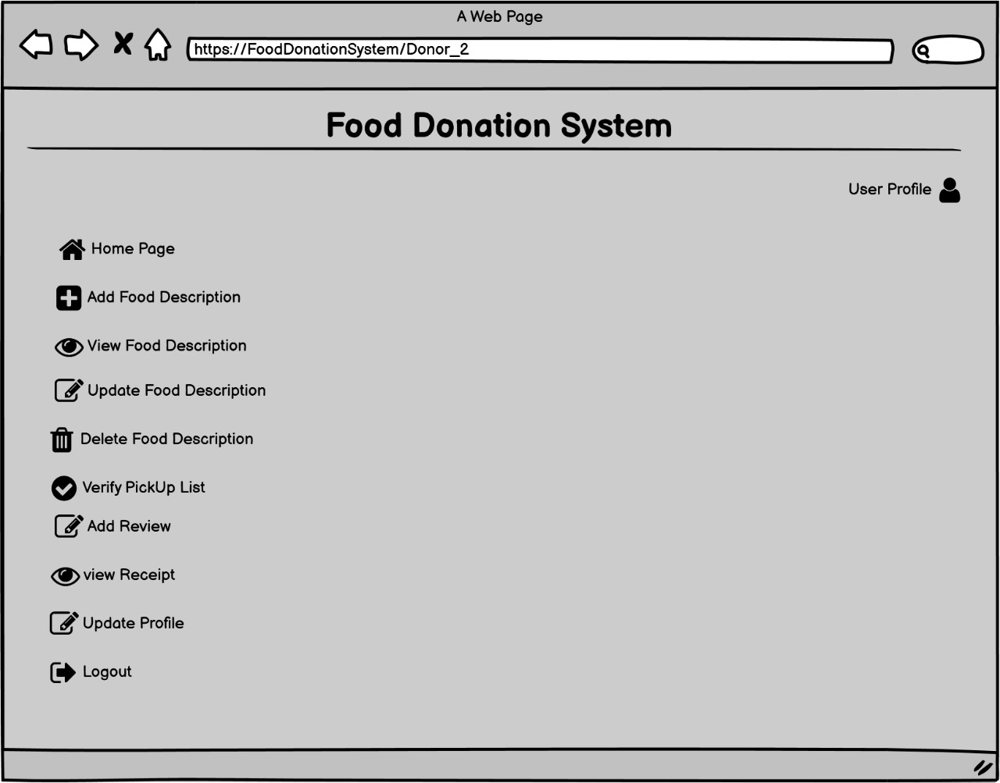 A Web Page
https://FoodDonationSystem/Donor_2
Food Donation System
User Profile
Home Page
Add Food Description
View Food Description
Update Food Description
Delete Food Description
Verify PickUp List
Add Review
view Receipt
Update Profile
Logout